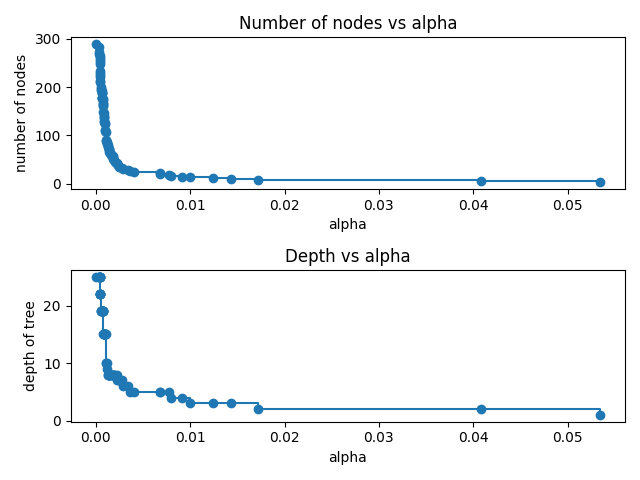 Number of nodes vs alpha
number of nodes
300
200
100
0
0.00 0.01 0.02 0.03 0.04 0.05
alpha
Depth vs alpha
depth of tree
20
10
0
0.00 0.01 0.02 0.03 0.04 0.05
alpha